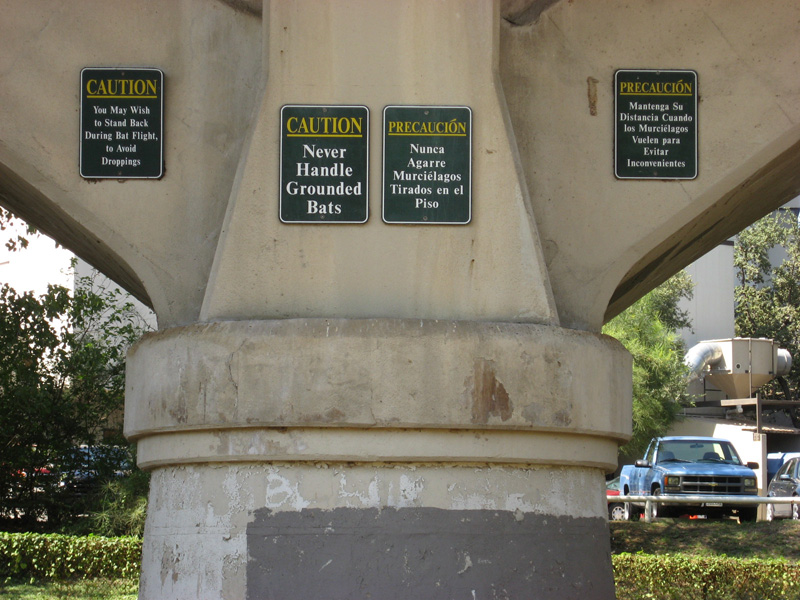 CAUTION
You May Wish
to Stand Back
During Bat Flight,
to Avoid
Droppings
CAUTION
Never
Handle
Grounded
Bats
PRECAUCIÓN
Nunca
Agarre
Murciélagos
Tirados en el
Piso
PRECAUCIÓN
Mantenga Su
Distancia Cuando
los Murciélagos
Vuelen para
Evitar
Inconvenientes